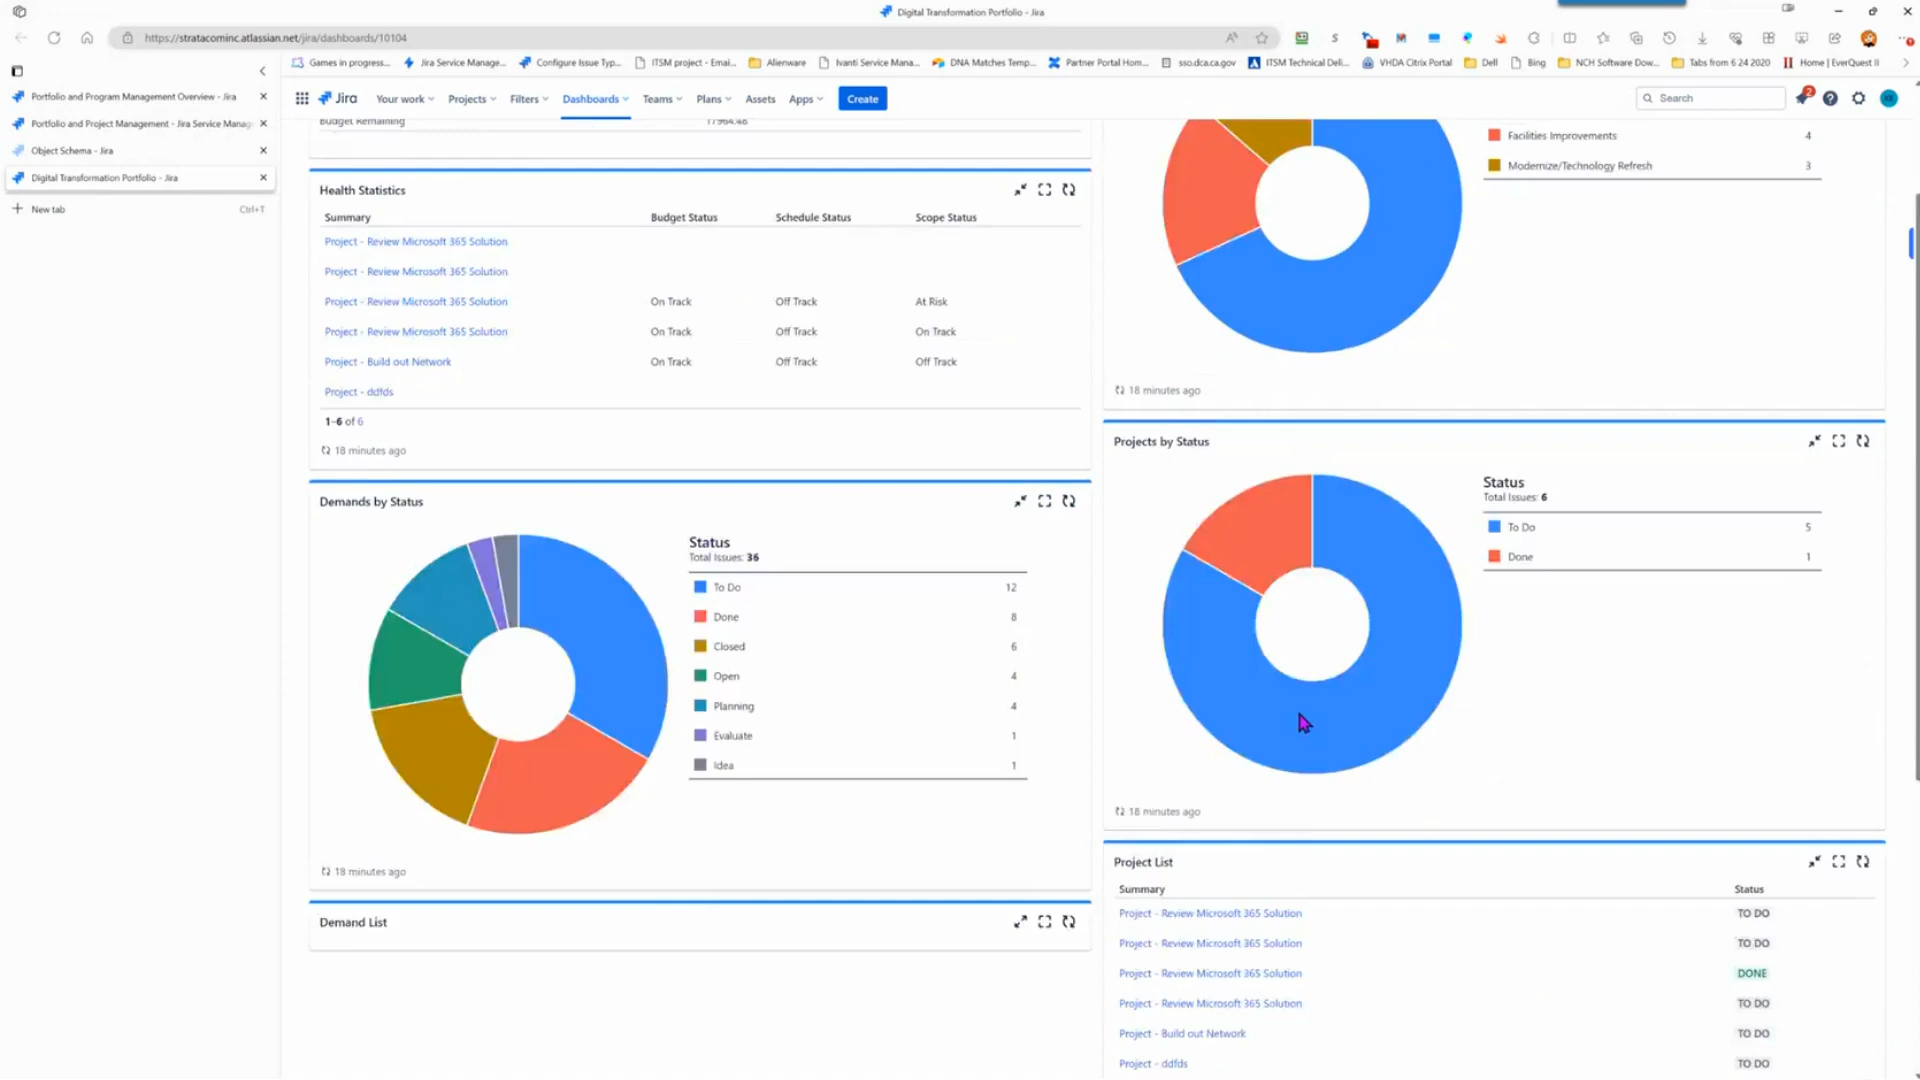 Digital Transformation Portfolio - Jira
https://stratacominc.atlassian.net/jira/dashboards/10104
Games in progress...
Jira Service Manage...
Configure Issue Typ...
ITSM project - Emai...
Alienware
Ivanti Service Mana...
DNA Matches Temp...
Partner Portal Hom...
sso.dca.ca.gov
ITSM Technical Deli...
VHDA Citrix Portal
Dell
Bing
NCH Software Dow...
Tabs from 6 24 2020
Home | EverQuest II
Portfolio and Program Management Overview - Jira
Portfolio and Project Management - Jira Service Manag
Object Schema - Jira
Digital Transformation Portfolio - Jira
New tab Ctrl+T
Jira Your work Projects Filters Dashboards Teams Plans Assets Apps Create Search 2
Budget Remaining 17964.48
Health Statistics
Summary Budget Status Schedule Status Scope Status
Project - Review Microsoft 365 Solution
Project - Review Microsoft 365 Solution
Project - Review Microsoft 365 Solution On Track Off Track At Risk
Project - Review Microsoft 365 Solution On Track Off Track On Track
Project - Build out Network On Track Off Track Off Track
Project - ddfds
1-6 of 6
18 minutes ago
Demands by Status
Status
Total Issues: 36
To Do 12
Done 8
Closed 6
Open 4
Planning 4
Evaluate 1
Idea 1
18 minutes ago
Demand List
Facilities Improvements 4
Modernize/Technology Refresh 3
18 minutes ago
Projects by Status
Status
Total Issues: 6
To Do 5
Done 1
18 minutes ago
Project List
Summary Status
Project - Review Microsoft 365 Solution TO DO
Project - Review Microsoft 365 Solution TO DO
Project - Review Microsoft 365 Solution DONE
Project - Review Microsoft 365 Solution TO DO
Project - Build out Network TO DO
Project - ddfds TO DO